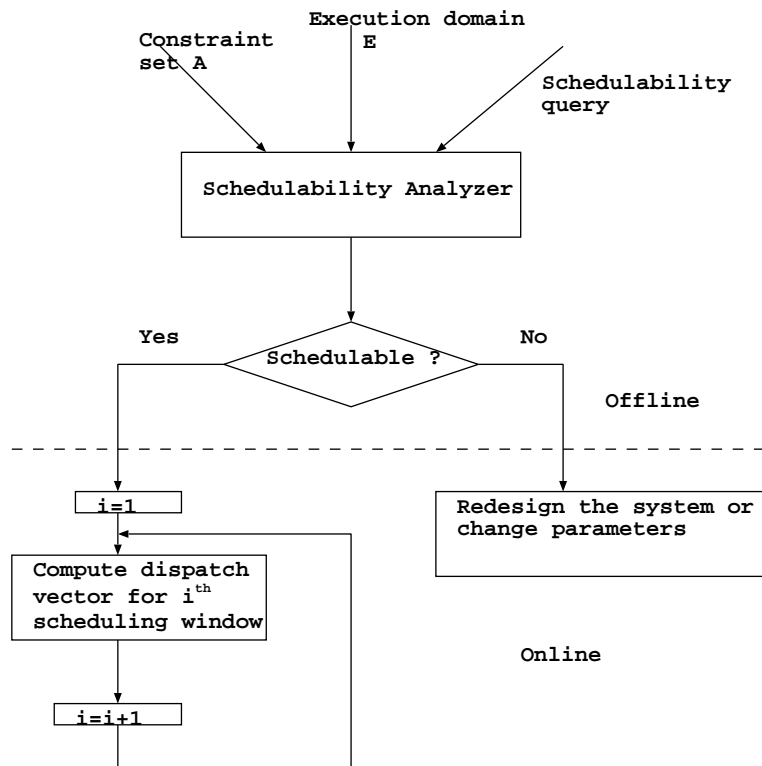 Execution domain
E
Constraint
set A
Schedulability
query
Schedulability Analyzer
Yes
No
Schedulable ?
Offline
i=1
Redesign the system or
change parameters
Compute dispatch
vector for i^th
scheduling window
Online
i=i+1